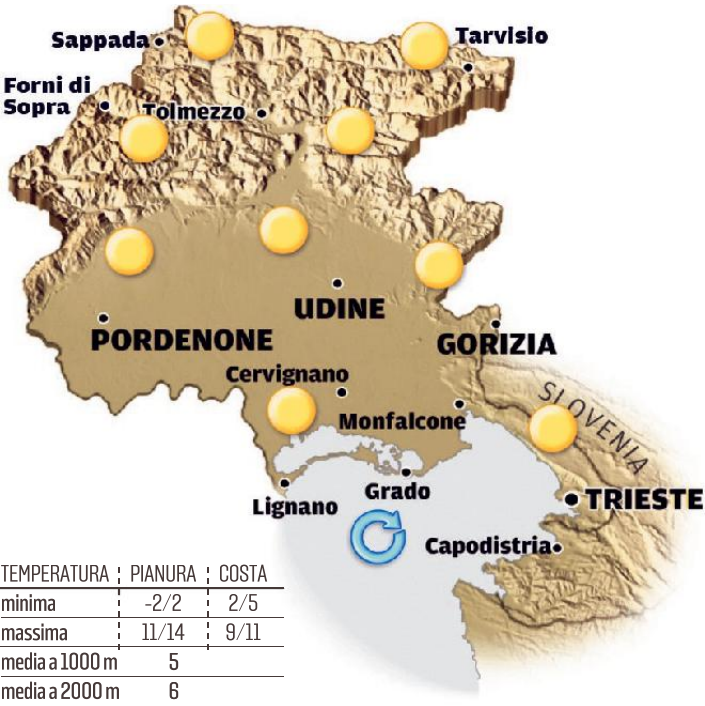 Sappada
Tarvisio
Forni di
Sopra
Tolmezzo
UDINE
PORDENONE
GORIZIA
Cervignano
SLOVENIA
Monfalcone
Grado
Lignano
TRIESTE
Capodistria
TEMPERATURA PIANURA COSTA
minima -2/2 2/5
massima 11/14 9/11
media a 1000 m 5
media a 2000 m 6